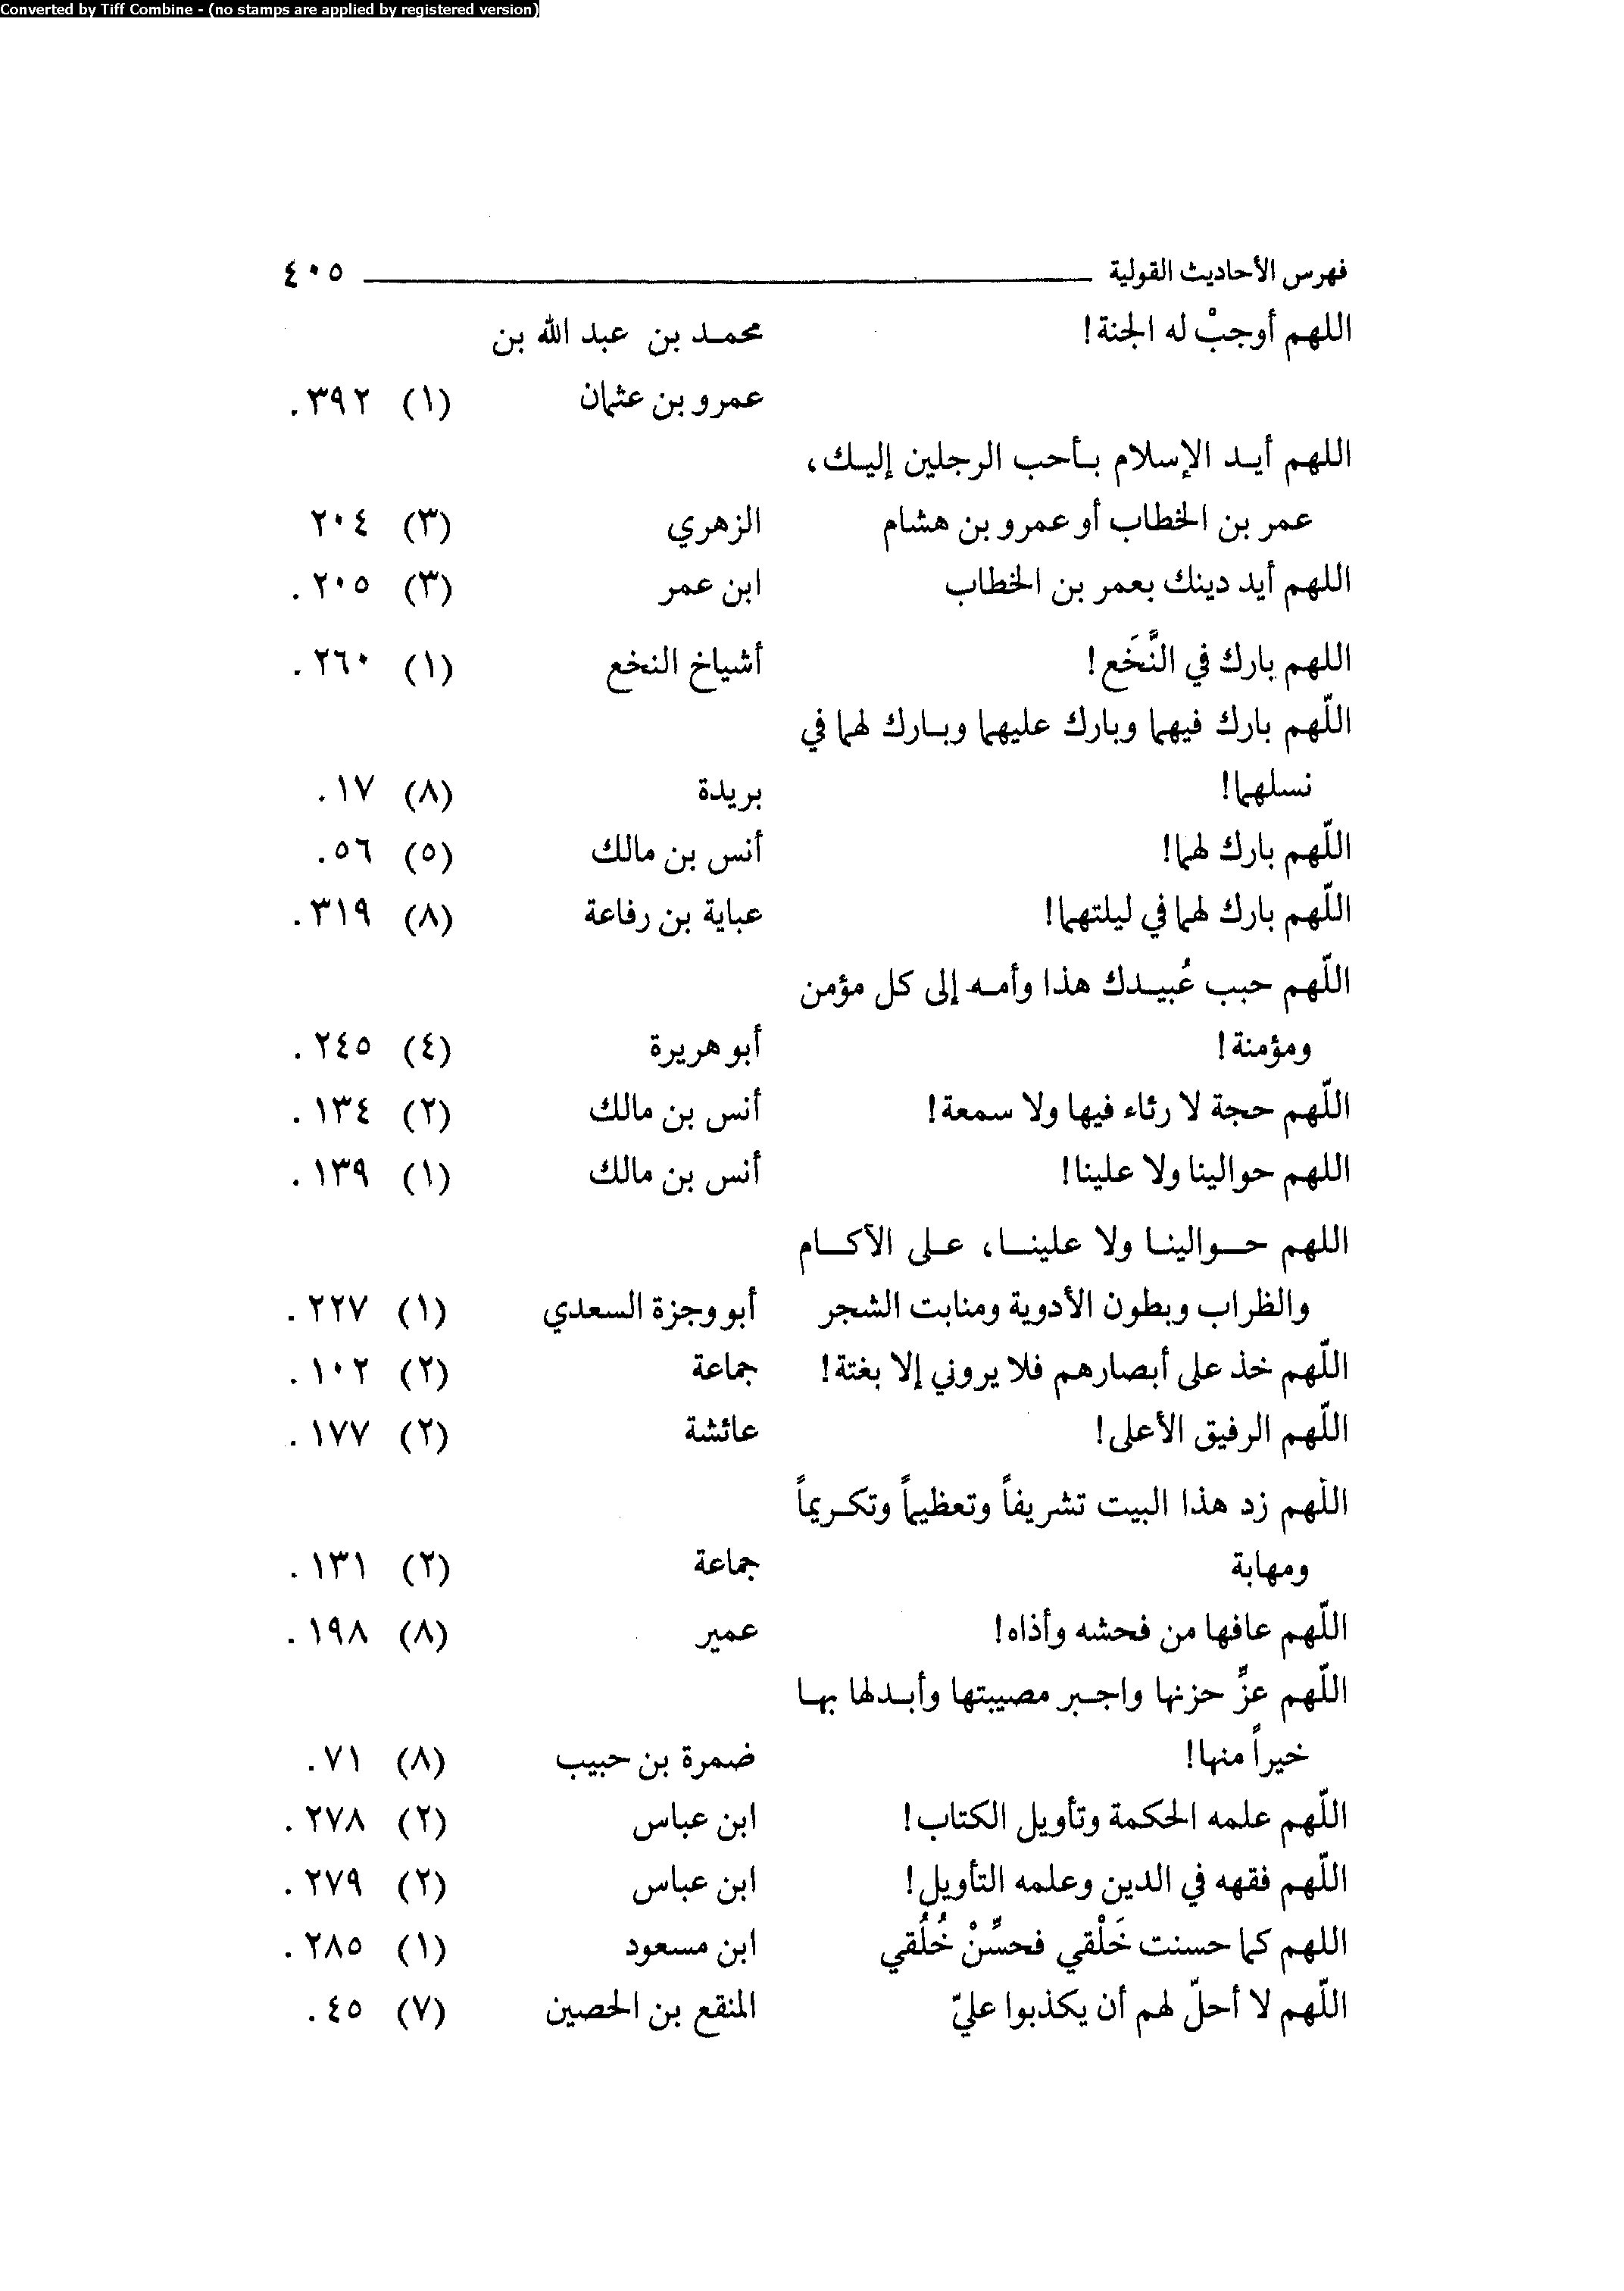 Converted by Tiff Combine - (no stamps are applied by registered version)
فهرس الأحاديث القولية ٤٠٥
اللهم أوجبْ له الجنة! محمد بن عبد الله بن
عمرو بن عثمان (١) ٣٩٢.
اللهم أيد الإسلام بأحب الرجلين إليك،
عمر بن الخطاب أو عمرو بن هشام الزهري (٣) ٢٠٤
اللهم أيد دينك بعمر بن الخطاب ابن عمر (٣) ٢٠٥.
اللهم بارك في النَّخَع! أشياخ النخع (١) ٢٦٠.
اللّهم بارك فيهما وبارك عليهما وبارك لهما في
نسلهما! بريدة (٨) ١٧.
اللّهم بارك لهما! أنس بن مالك (٥) ٥٦.
اللّهم بارك لهما في ليلتهما! عباية بن رفاعة (٨) ٣١٩.
اللّهم حبب عُبيدك هذا وأمه إلى كل مؤمن
ومؤمنة! أبو هريرة (٤) ٢٤٥.
اللّهم حجة لا رئاء فيها ولا سمعة! أنس بن مالك (٢) ١٣٤.
اللهم حوالينا ولا علينا! أنس بن مالك (١) ١٣٩.
اللهم حوالينا ولا علينا، على الآكام
والظراب وبطون الأدوية ومنابت الشجر أبو وجزة السعدي (١) ٢٢٧.
اللّهم خذ على أبصارهم فلا يروني إلا بغتة! جماعة (٢) ١٠٢.
اللّهم الرفيق الأعلى! عائشة (٢) ١٧٧.
اللهم زد هذا البيت تشريفاً وتعظيماً وتكريماً
ومهابة جماعة (٢) ١٣١.
اللّهم عافها من فحشه وأذاه! عمير (٨) ١٩٨.
اللّهم عزِّ حزنها واجبر مصيبتها وأبدلها بها
خيراً منها! ضمرة بن حبيب (٨) ٧١.
اللّهم علمه الحكمة وتأويل الكتاب! ابن عباس (٢) ٢٧٨.
اللّهم فقهه في الدين وعلمه التأويل! ابن عباس (٢) ٢٧٩.
اللهم كما حسنت خَلْقي فحسِّنْ خُلُقي ابن مسعود (١) ٢٨٥.
اللّهم لا أحلّ لهم أن يكذبوا عليّ المنقع بن الحصين (٧) ٤٥.